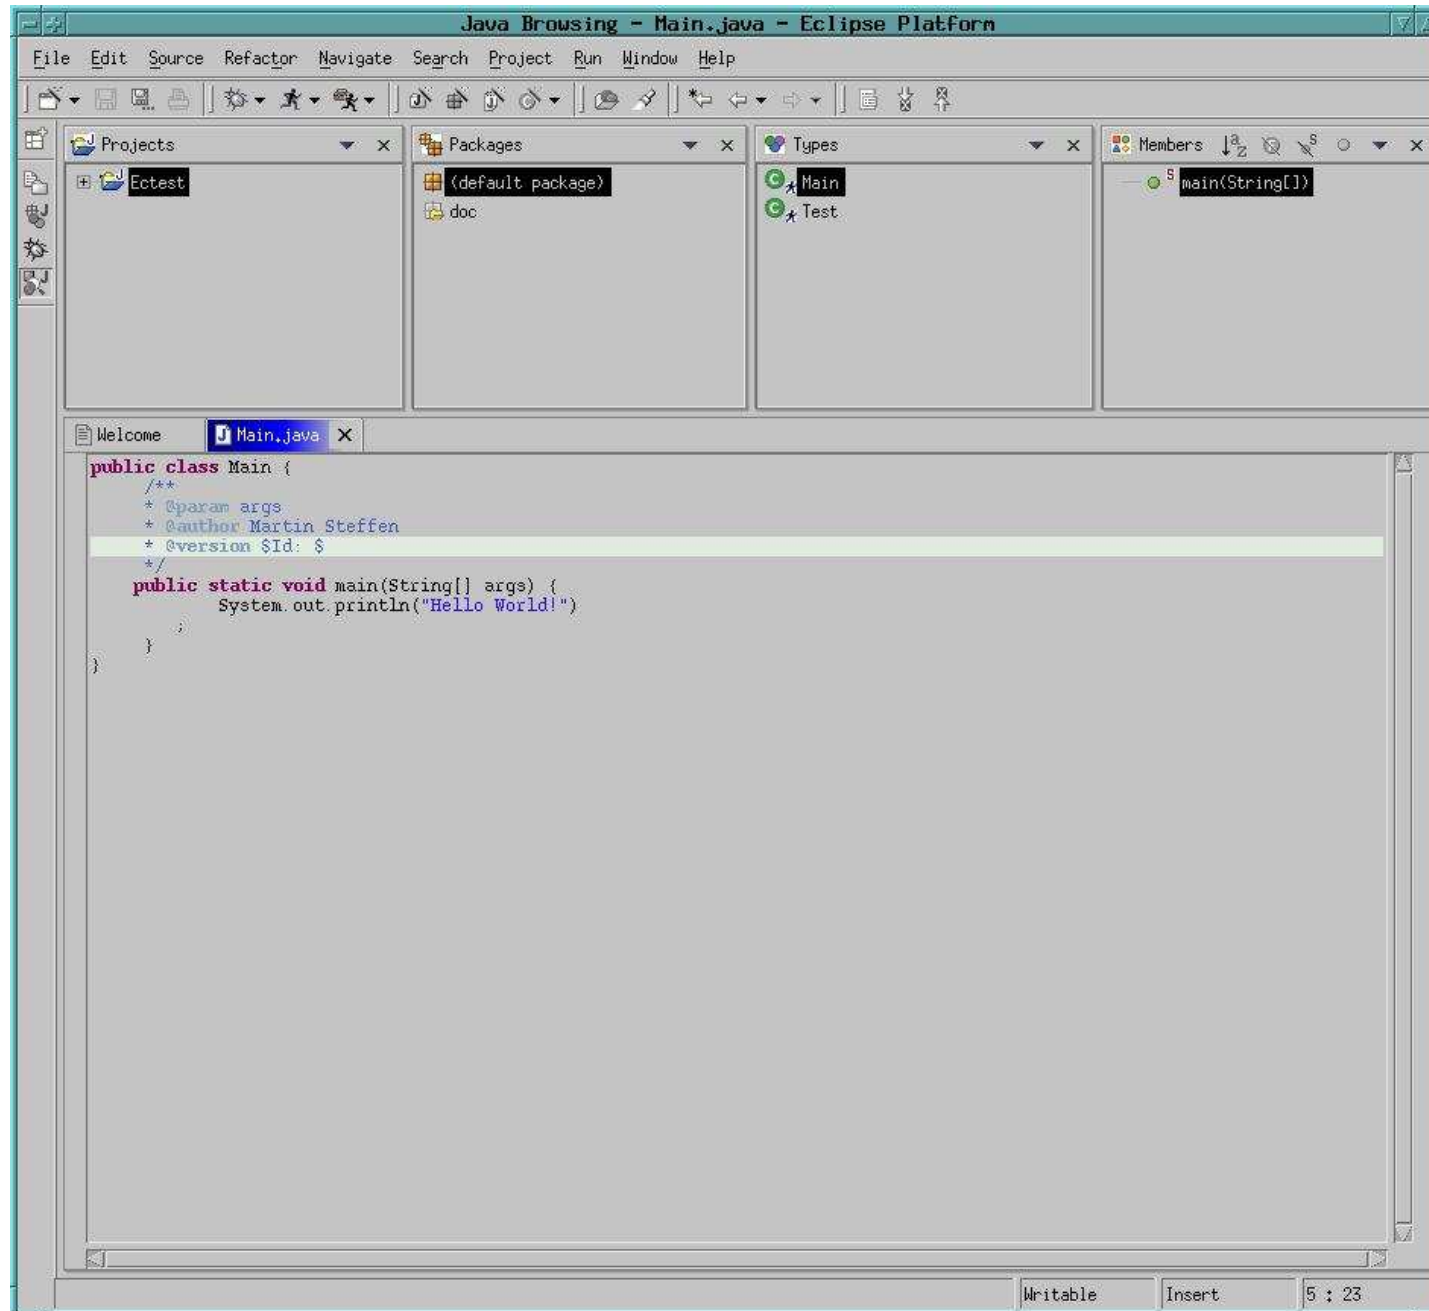 Java Browsing - Main.java - Eclipse Platform
File Edit Source Refactor Navigate Search Project Run Window Help
Projects
Packages
Types
Members
Ectest
(default package)
doc
Main
Test
main(String[])
Welcome
Main.java
public class Main {
/**
* @param args
* @author Martin Steffen
* @version $Id: $
*/
public static void main(String[] args) {
System.out.println("Hello World!")
;
}
}
Writable
Insert
5 : 23